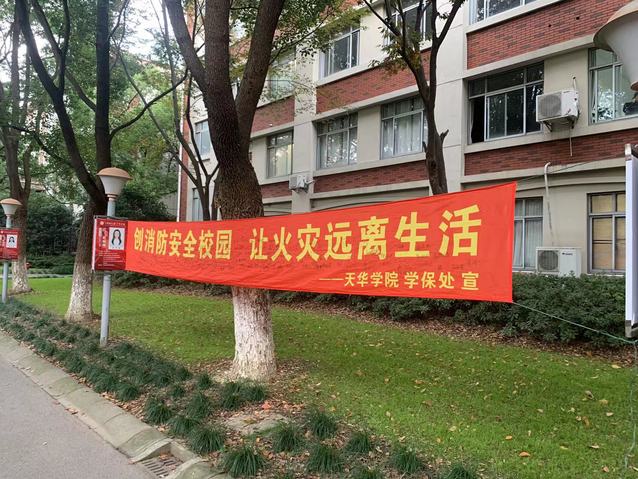 创消防安全校园 让火灾远离生活
——天华学院 学保处 宣